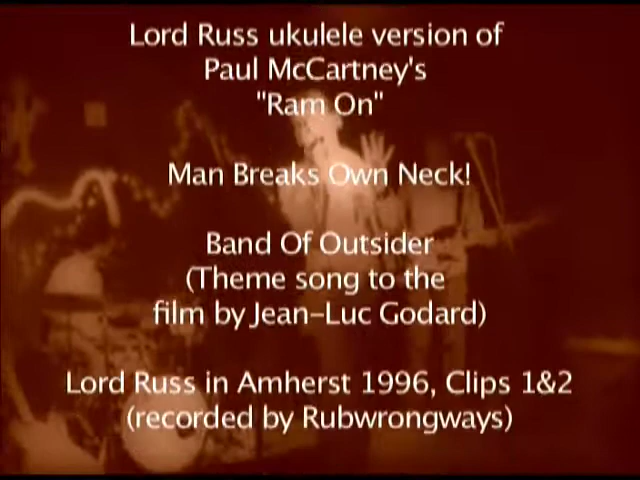 Lord Russ ukulele version of
Paul McCartney's
"Ram On"
Man Breaks Own Neck!
Band Of Outsider
(Theme song to the
film by Jean-Luc Godard)
Lord Russ in Amherst 1996, Clips 1&2
(recorded by Rubwrongways)